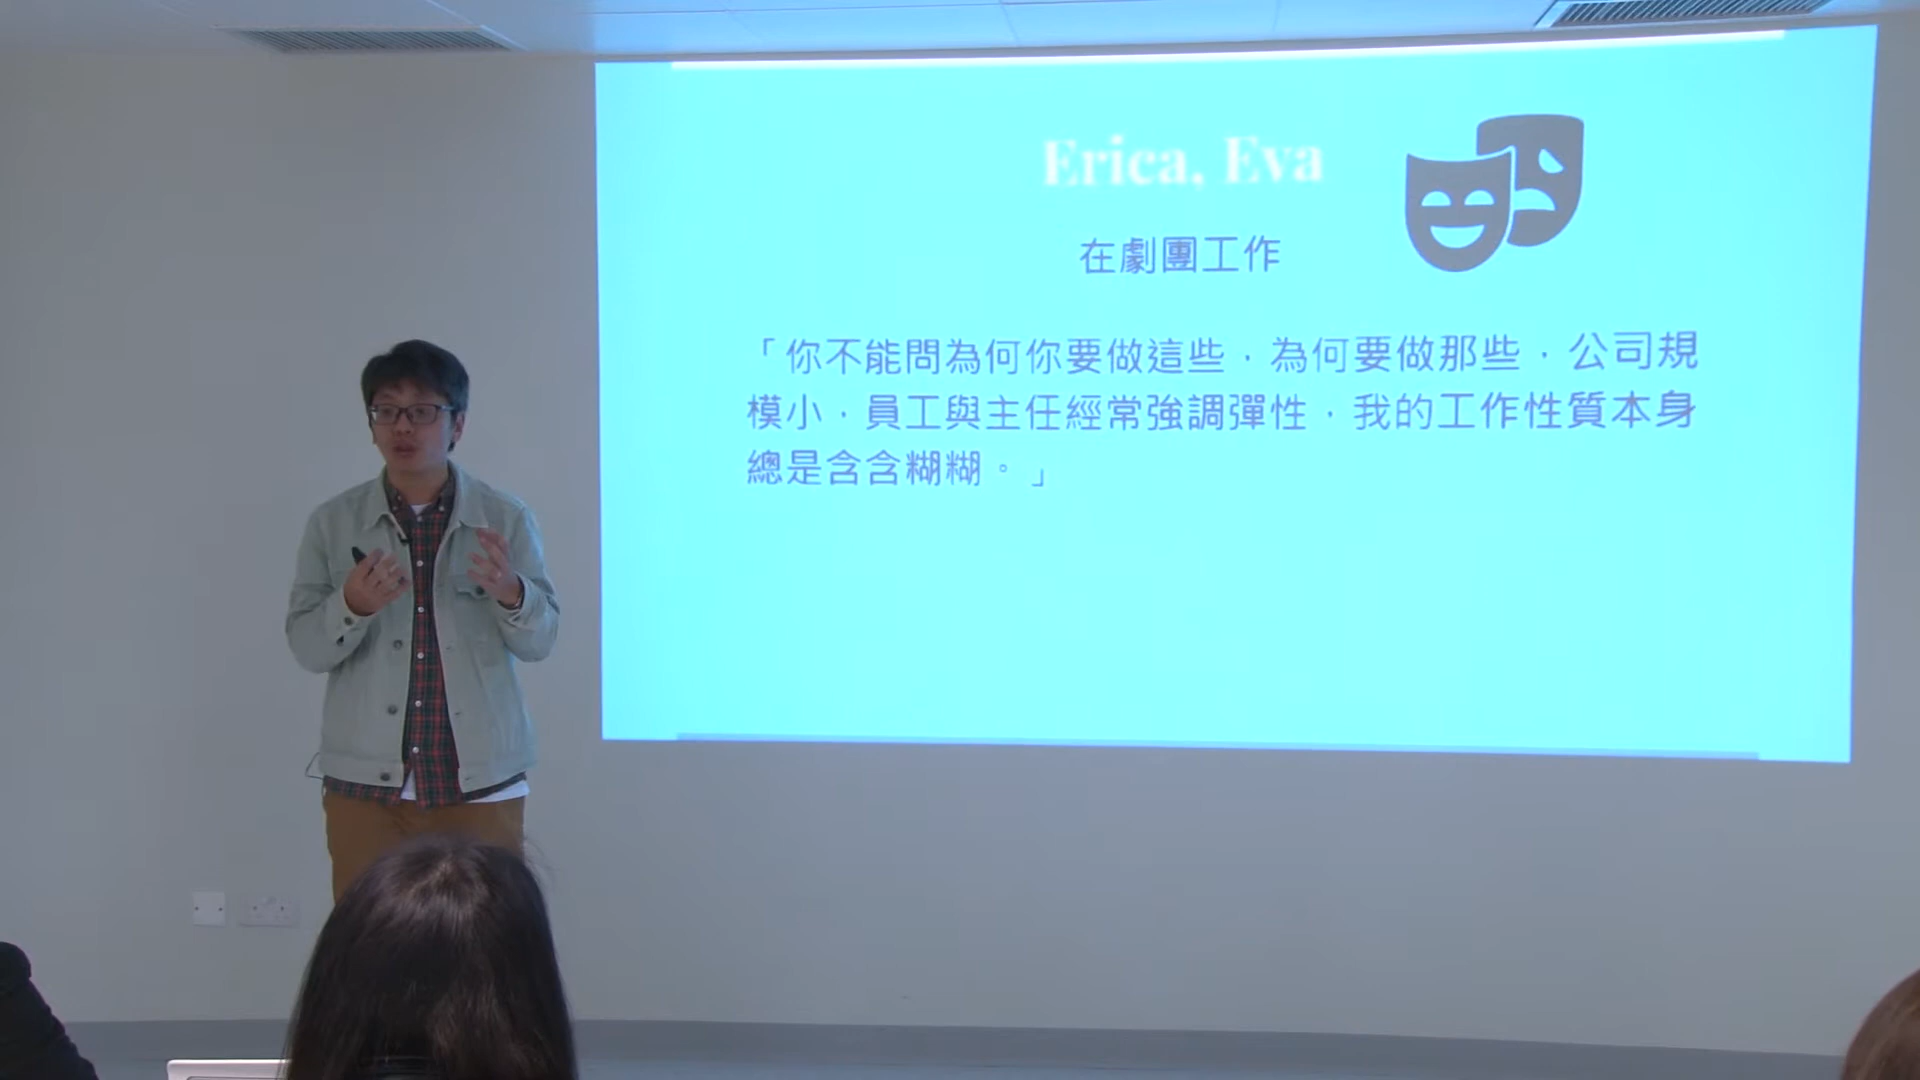 Erica, Eva
在劇團工作
「你不能問為何你要做這些，為何要做那些，公司規
模小，員工與主任經常強調彈性，我的工作性質本身
總是含含糊糊。」